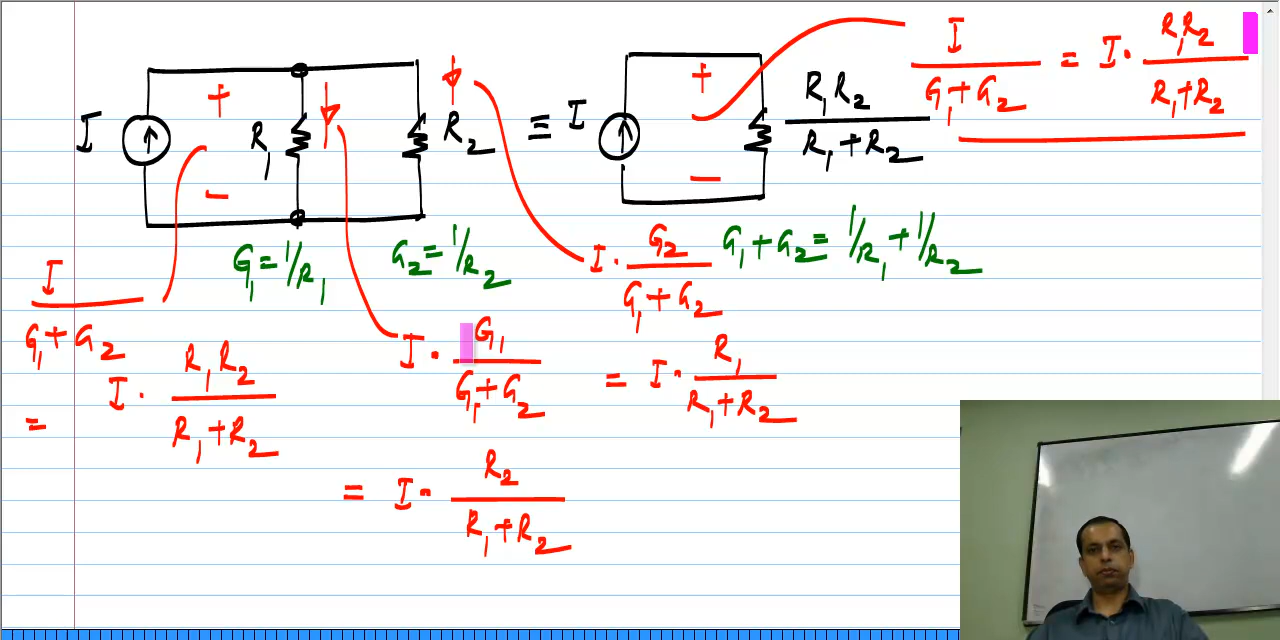 I
R₁
R₂
≡
I
R₁R₂ / (R₁+R₂)
I / (G₁+G₂) = I · R₁R₂ / (R₁+R₂)
+
−
+
−
G₁=1/R₁
G₂=1/R₂
G₁+G₂=1/R₁+1/R₂
I / (G₁+G₂)
= I · R₁R₂ / (R₁+R₂)
I · G₁ / (G₁+G₂)
= I · R₂ / (R₁+R₂)
I · G₂ / (G₁+G₂)
= I · R₁ / (R₁+R₂)